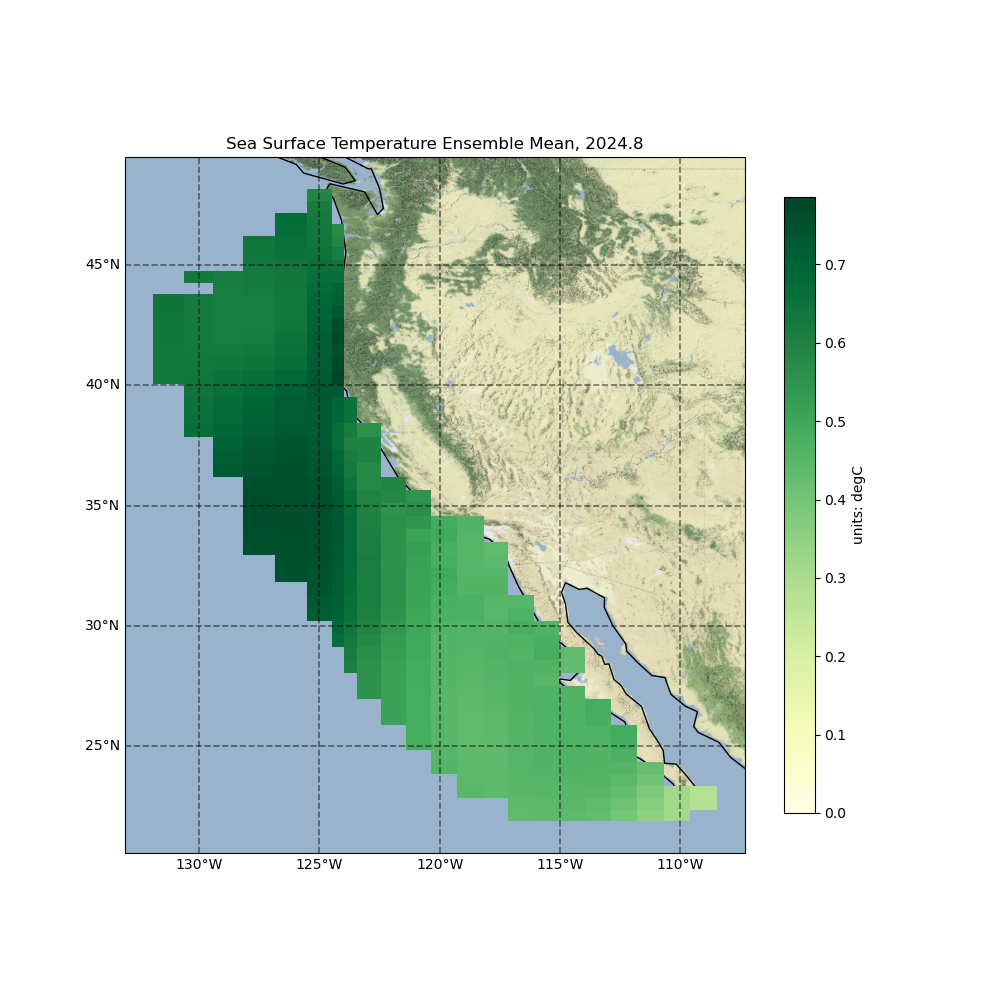 Sea Surface Temperature Ensemble Mean, 2024.8
45°N
40°N
35°N
30°N
25°N
130°W 125°W 120°W 115°W 110°W
0.7
0.6
0.5
0.4
0.3
0.2
0.1
0.0
units: degC